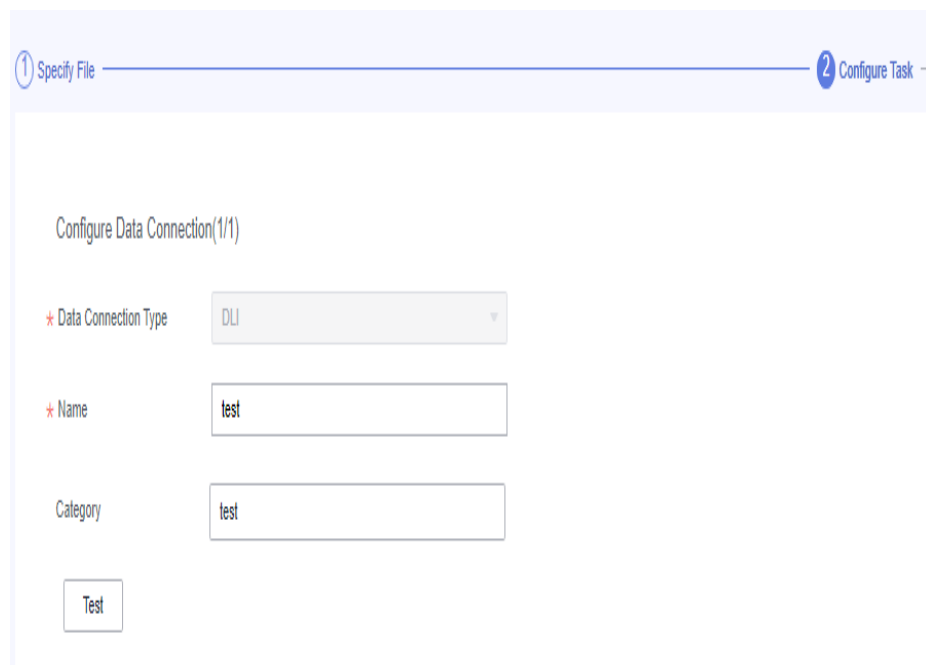 1 Specify File 2 Configure Task
Configure Data Connection(1/1)
* Data Connection Type DLI
* Name test
Category test
Test